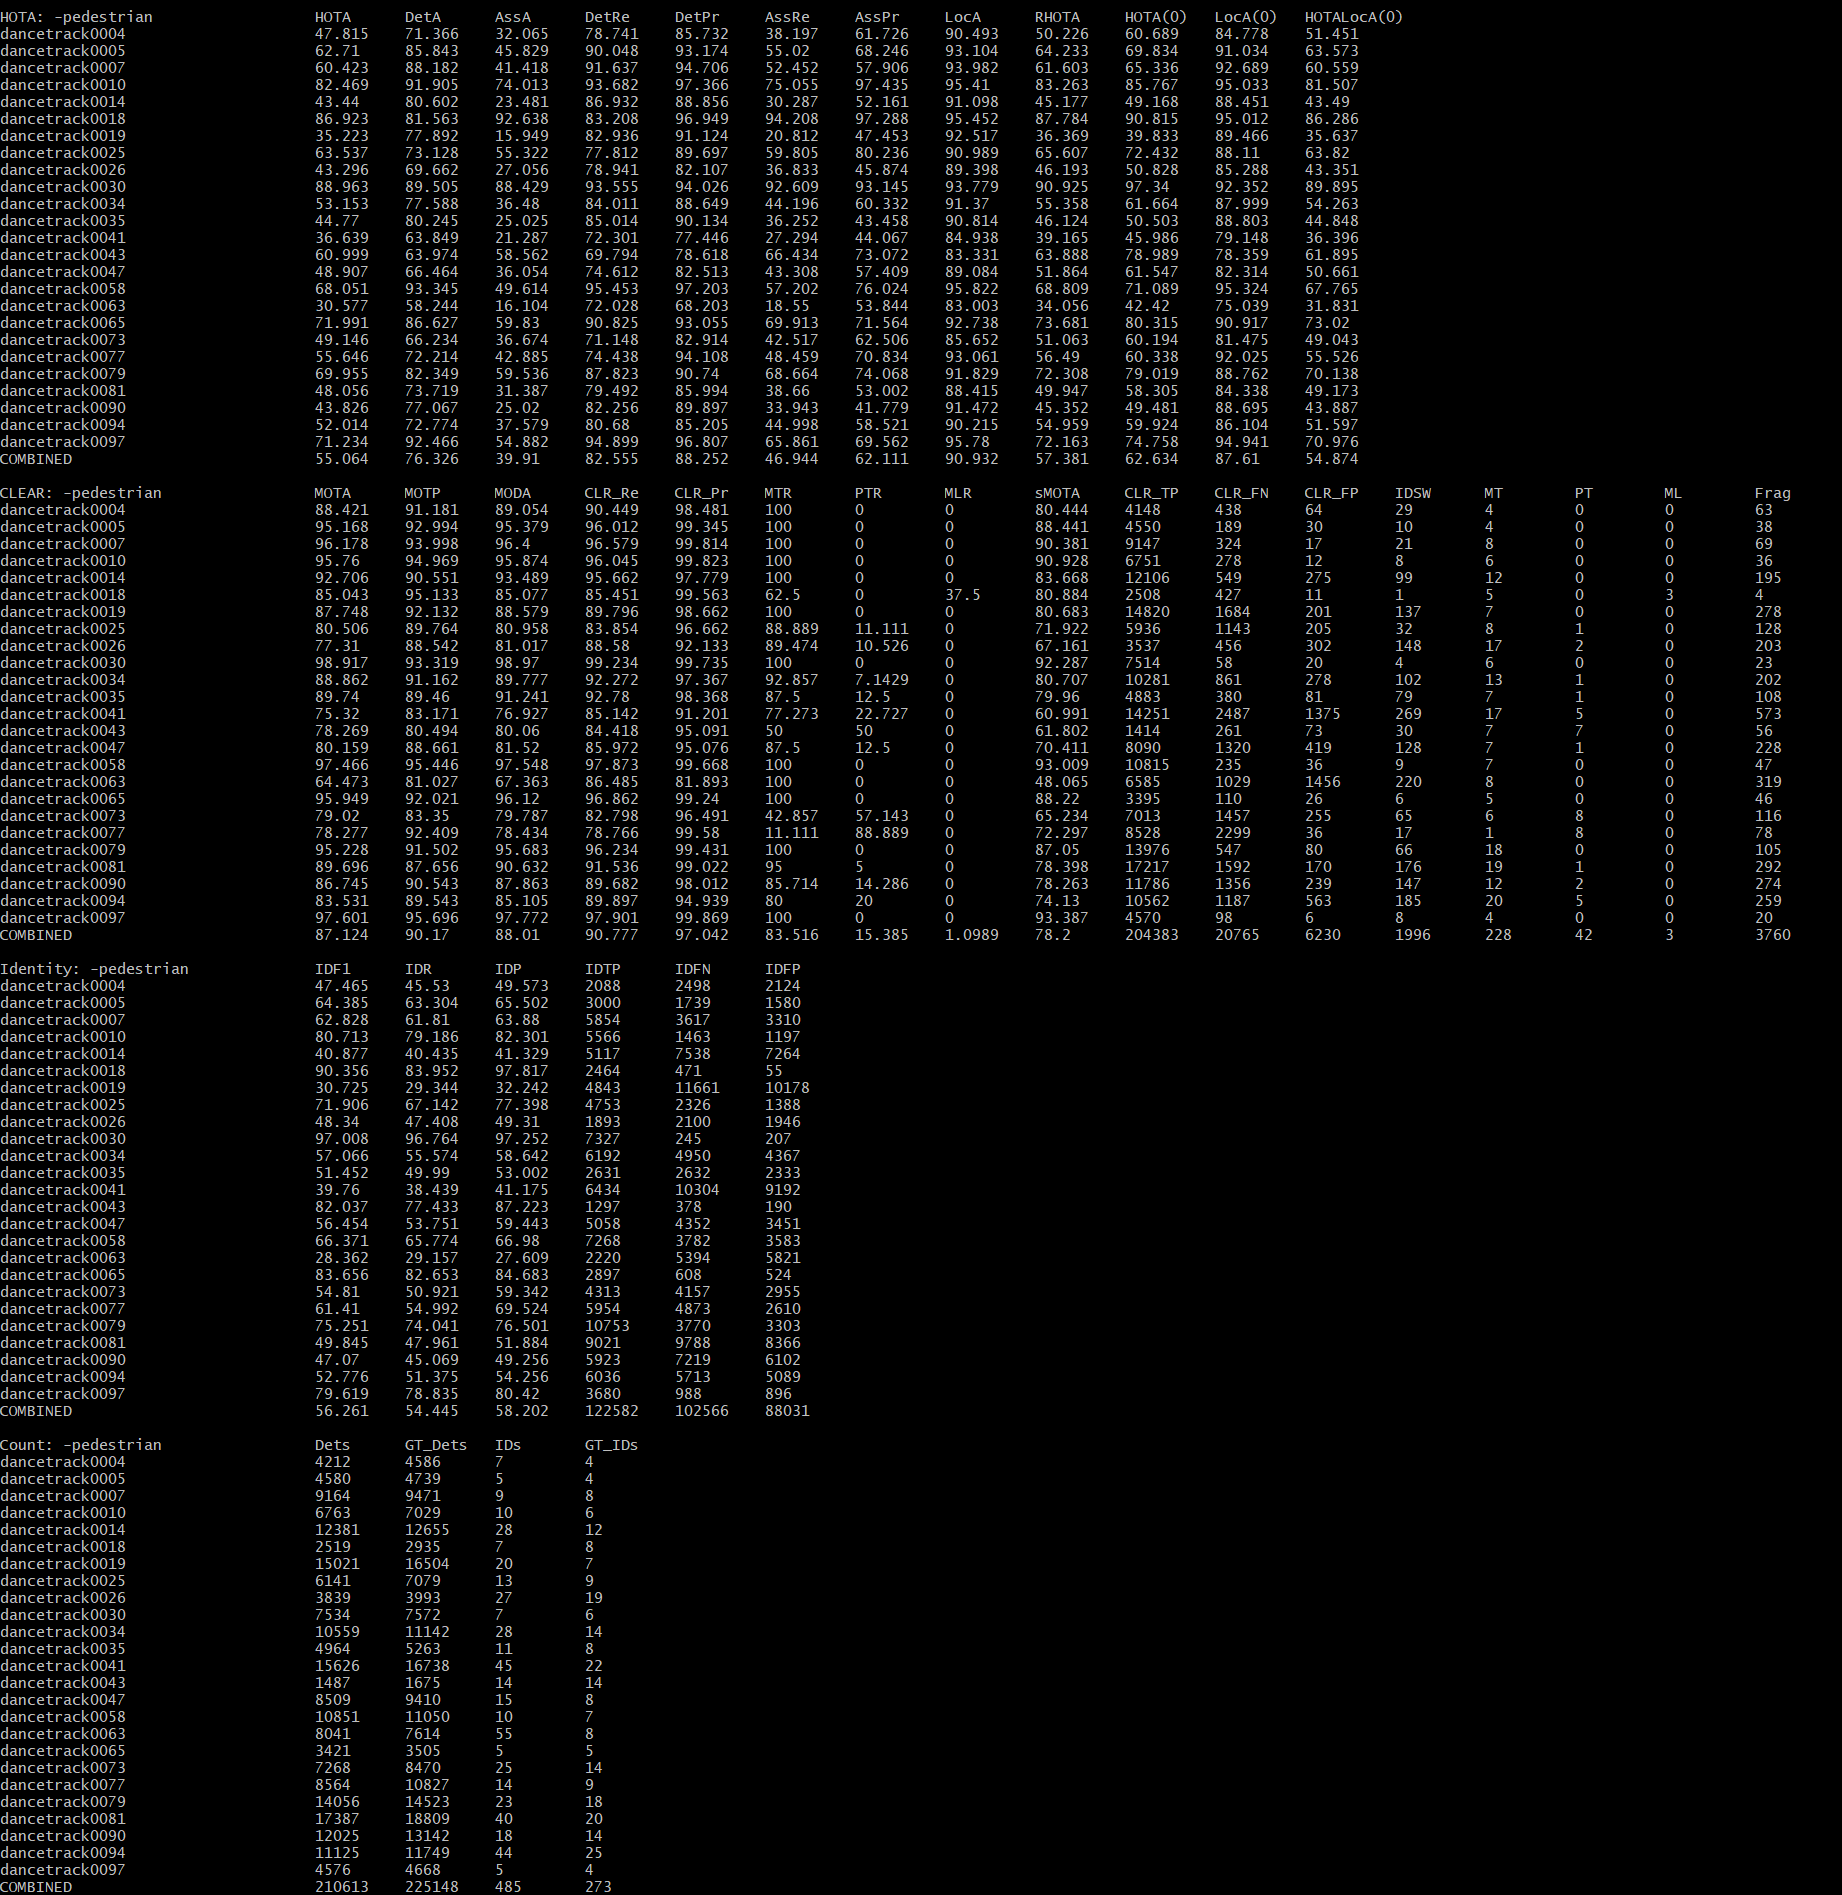 HOTA: -pedestrian HOTA DetA AssA DetRe DetPr AssRe AssPr LocA RHOTA HOTA(0) LocA(0) HOTALocA(0)
dancetrack0004 47.815 71.366 32.065 78.741 85.732 38.197 61.726 90.493 50.226 60.689 84.778 51.451
dancetrack0005 62.71 85.843 45.829 90.048 93.174 55.02 68.246 93.104 64.233 69.834 91.034 63.573
dancetrack0007 60.423 88.182 41.418 91.637 94.706 52.452 57.906 93.982 61.603 65.336 92.689 60.559
dancetrack0010 82.469 91.905 74.013 93.682 97.366 75.055 97.435 95.41 83.263 85.767 95.033 81.507
dancetrack0014 43.44 80.602 23.481 86.932 88.856 30.287 52.161 91.098 45.177 49.168 88.451 43.49
dancetrack0018 86.923 81.563 92.638 83.208 96.949 94.208 97.288 95.452 87.784 90.815 95.012 86.286
dancetrack0019 35.223 77.892 15.949 82.936 91.124 20.812 47.453 92.517 36.369 39.833 89.466 35.637
dancetrack0025 63.537 73.128 55.322 77.812 89.697 59.805 80.236 90.989 65.607 72.432 88.11 63.82
dancetrack0026 43.296 69.662 27.056 78.941 82.107 36.833 45.874 89.398 46.193 50.828 85.288 43.351
dancetrack0030 88.963 89.505 88.429 93.555 94.026 92.609 93.145 93.779 90.925 97.34 92.352 89.895
dancetrack0034 53.153 77.588 36.48 84.011 88.649 44.196 60.332 91.37 55.358 61.664 87.999 54.263
dancetrack0035 44.77 80.245 25.025 85.014 90.134 36.252 43.458 90.814 46.124 50.503 88.803 44.848
dancetrack0041 36.639 63.849 21.287 72.301 77.446 27.294 44.067 84.938 39.165 45.986 79.148 36.396
dancetrack0043 60.999 63.974 58.562 69.794 78.618 66.434 73.072 83.331 63.888 78.989 78.359 61.895
dancetrack0047 48.907 66.464 36.054 74.612 82.513 43.308 57.409 89.084 51.864 61.547 82.314 50.661
dancetrack0058 68.051 93.345 49.614 95.453 97.203 57.202 76.024 95.822 68.809 71.089 95.324 67.765
dancetrack0063 30.577 58.244 16.104 72.028 68.203 18.55 53.844 83.003 34.056 42.42 75.039 31.831
dancetrack0065 71.991 86.627 59.83 90.825 93.055 69.913 71.564 92.738 73.681 80.315 90.917 73.02
dancetrack0073 49.146 66.234 36.674 71.148 82.914 42.517 62.506 85.652 51.063 60.194 81.475 49.043
dancetrack0077 55.646 72.214 42.885 74.438 94.108 48.459 70.834 93.061 56.49 60.338 92.025 55.526
dancetrack0079 69.955 82.349 59.536 87.823 90.74 68.664 74.068 91.829 72.308 79.019 88.762 70.138
dancetrack0081 48.056 73.719 31.387 79.492 85.994 38.66 53.002 88.415 49.947 58.305 84.338 49.173
dancetrack0090 43.826 77.067 25.02 82.256 89.897 33.943 41.779 91.472 45.352 49.481 88.695 43.887
dancetrack0094 52.014 72.774 37.579 80.68 85.205 44.998 58.521 90.215 54.959 59.924 86.104 51.597
dancetrack0097 71.234 92.466 54.882 94.899 96.807 65.861 69.562 95.78 72.163 74.758 94.941 70.976
COMBINED 55.064 76.326 39.91 82.555 88.252 46.944 62.111 90.932 57.381 62.634 87.61 54.874
CLEAR: -pedestrian MOTA MOTP MODA CLR_Re CLR_Pr MTR PTR MLR sMOTA CLR_TP CLR_FN CLR_FP IDSW MT PT ML Frag
dancetrack0004 88.421 91.181 89.054 90.449 98.481 100 0 0 80.444 4148 438 64 29 4 0 0 63
dancetrack0005 95.168 92.994 95.379 96.012 99.345 100 0 0 88.441 4550 189 30 10 4 0 0 38
dancetrack0007 96.178 93.998 96.4 96.579 99.814 100 0 0 90.381 9147 324 17 21 8 0 0 69
dancetrack0010 95.76 94.969 95.874 96.045 99.823 100 0 0 90.928 6751 278 12 8 6 0 0 36
dancetrack0014 92.706 90.551 93.489 95.662 97.779 100 0 0 83.668 12106 549 275 99 12 0 0 195
dancetrack0018 85.043 95.133 85.077 85.451 99.563 62.5 0 37.5 80.884 2508 427 11 1 5 0 3 4
dancetrack0019 87.748 92.132 88.579 89.796 98.662 100 0 0 80.683 14820 1684 201 137 7 0 0 278
dancetrack0025 80.506 89.764 80.958 83.854 96.662 88.889 11.111 0 71.922 5936 1143 205 32 8 1 0 128
dancetrack0026 77.31 88.542 81.017 88.58 92.133 89.474 10.526 0 67.161 3537 456 302 148 17 2 0 203
dancetrack0030 98.917 93.319 98.97 99.234 99.735 100 0 0 92.287 7514 58 20 4 6 0 0 23
dancetrack0034 88.862 91.162 89.777 92.272 97.367 92.857 7.1429 0 80.707 10281 861 278 102 13 1 0 202
dancetrack0035 89.74 89.46 91.241 92.78 98.368 87.5 12.5 0 79.96 4883 380 81 79 7 1 0 108
dancetrack0041 75.32 83.171 76.927 85.142 91.201 77.273 22.727 0 60.991 14251 2487 1375 269 17 5 0 573
dancetrack0043 78.269 80.494 80.06 84.418 95.091 50 50 0 61.802 1414 261 73 30 7 7 0 56
dancetrack0047 80.159 88.661 81.52 85.972 95.076 87.5 12.5 0 70.411 8090 1320 419 128 7 1 0 228
dancetrack0058 97.466 95.446 97.548 97.873 99.668 100 0 0 93.009 10815 235 36 9 7 0 0 47
dancetrack0063 64.473 81.027 67.363 86.485 81.893 100 0 0 48.065 6585 1029 1456 220 8 0 0 319
dancetrack0065 95.949 92.021 96.12 96.862 99.24 100 0 0 88.22 3395 110 26 6 5 0 0 46
dancetrack0073 79.02 83.35 79.787 82.798 96.491 42.857 57.143 0 65.234 7013 1457 255 65 6 8 0 116
dancetrack0077 78.277 92.409 78.434 78.766 99.58 11.111 88.889 0 72.297 8528 2299 36 17 1 8 0 78
dancetrack0079 95.228 91.502 95.683 96.234 99.431 100 0 0 87.05 13976 547 80 66 18 0 0 105
dancetrack0081 89.696 87.656 90.632 91.536 99.022 95 5 0 78.398 17217 1592 170 176 19 1 0 292
dancetrack0090 86.745 90.543 87.863 89.682 98.012 85.714 14.286 0 78.263 11786 1356 239 147 12 2 0 274
dancetrack0094 83.531 89.543 85.105 89.897 94.939 80 20 0 74.13 10562 1187 563 185 20 5 0 259
dancetrack0097 97.601 95.696 97.772 97.901 99.869 100 0 0 93.387 4570 98 6 8 4 0 0 20
COMBINED 87.124 90.17 88.01 90.777 97.042 83.516 15.385 1.0989 78.2 204383 20765 6230 1996 228 42 3 3760
Identity: -pedestrian IDF1 IDR IDP IDTP IDFN IDFP
dancetrack0004 47.465 45.53 49.573 2088 2498 2124
dancetrack0005 64.385 63.304 65.502 3000 1739 1580
dancetrack0007 62.828 61.81 63.88 5854 3617 3310
dancetrack0010 80.713 79.186 82.301 5566 1463 1197
dancetrack0014 40.877 40.435 41.329 5117 7538 7264
dancetrack0018 90.356 83.952 97.817 2464 471 55
dancetrack0019 30.725 29.344 32.242 4843 11661 10178
dancetrack0025 71.906 67.142 77.398 4753 2326 1388
dancetrack0026 48.34 47.408 49.31 1893 2100 1946
dancetrack0030 97.008 96.764 97.252 7327 245 207
dancetrack0034 57.066 55.574 58.642 6192 4950 4367
dancetrack0035 51.452 49.99 53.002 2631 2632 2333
dancetrack0041 39.76 38.439 41.175 6434 10304 9192
dancetrack0043 82.037 77.433 87.223 1297 378 190
dancetrack0047 56.454 53.751 59.443 5058 4352 3451
dancetrack0058 66.371 65.774 66.98 7268 3782 3583
dancetrack0063 28.362 29.157 27.609 2220 5394 5821
dancetrack0065 83.656 82.653 84.683 2897 608 524
dancetrack0073 54.81 50.921 59.342 4313 4157 2955
dancetrack0077 61.41 54.992 69.524 5954 4873 2610
dancetrack0079 75.251 74.041 76.501 10753 3770 3303
dancetrack0081 49.845 47.961 51.884 9021 9788 8366
dancetrack0090 47.07 45.069 49.256 5923 7219 6102
dancetrack0094 52.776 51.375 54.256 6036 5713 5089
dancetrack0097 79.619 78.835 80.42 3680 988 896
COMBINED 56.261 54.445 58.202 122582 102566 88031
Count: -pedestrian Dets GT_Dets IDs GT_IDs
dancetrack0004 4212 4586 7 4
dancetrack0005 4580 4739 5 4
dancetrack0007 9164 9471 9 8
dancetrack0010 6763 7029 10 6
dancetrack0014 12381 12655 28 12
dancetrack0018 2519 2935 7 8
dancetrack0019 15021 16504 20 7
dancetrack0025 6141 7079 13 9
dancetrack0026 3839 3993 27 19
dancetrack0030 7534 7572 7 6
dancetrack0034 10559 11142 28 14
dancetrack0035 4964 5263 11 8
dancetrack0041 15626 16738 45 22
dancetrack0043 1487 1675 14 14
dancetrack0047 8509 9410 15 8
dancetrack0058 10851 11050 10 7
dancetrack0063 8041 7614 55 8
dancetrack0065 3421 3505 5 5
dancetrack0073 7268 8470 25 14
dancetrack0077 8564 10827 14 9
dancetrack0079 14056 14523 23 18
dancetrack0081 17387 18809 40 20
dancetrack0090 12025 13142 18 14
dancetrack0094 11125 11749 44 25
dancetrack0097 4576 4668 5 4
COMBINED 210613 225148 485 273